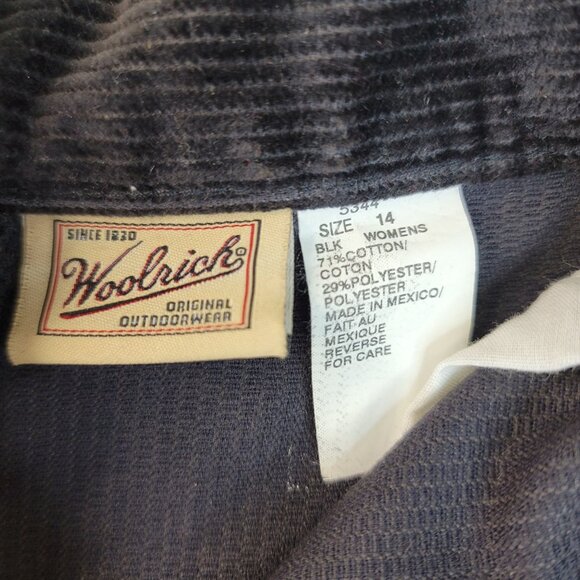 SINCE 1830
Woolrich®
ORIGINAL
OUTDOORWEAR
5344
SIZE 14
BLK WOMENS
71%COTTON/
COTON
29%POLYESTER/
POLYESTER
MADE IN MEXICO/
FAIT AU
MEXIQUE
REVERSE
FOR CARE